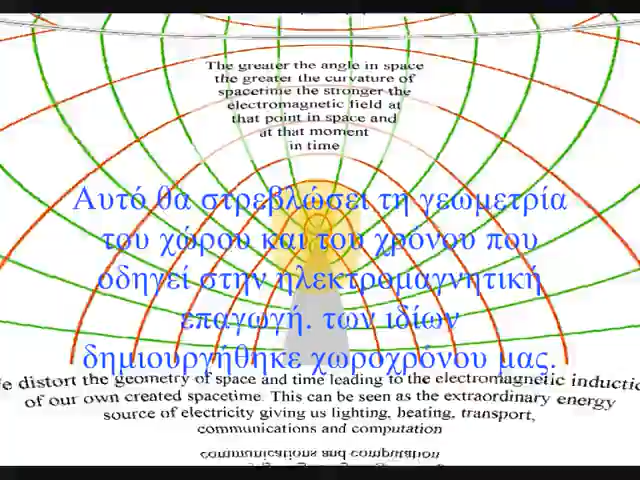 The greater the angle in space
the greater the curvature of
spacetime the stronger the
electromagnetic field at
that point in space and
at that moment
in time
Αυτό θα στρεβλώσει τη γεωμετρία
του χώρου και του χρόνου που
οδηγεί στην ηλεκτρομαγνητική
επαγωγή. των ιδίων
δημιουργήθηκε χωροχρόνου μας.
distort the geometry of space and time leading to the electromagnetic
of our own created spacetime. This can be seen as the extraordinary energy
source of electricity giving us lighting, heating, transport,
communications and computation
communications and computation